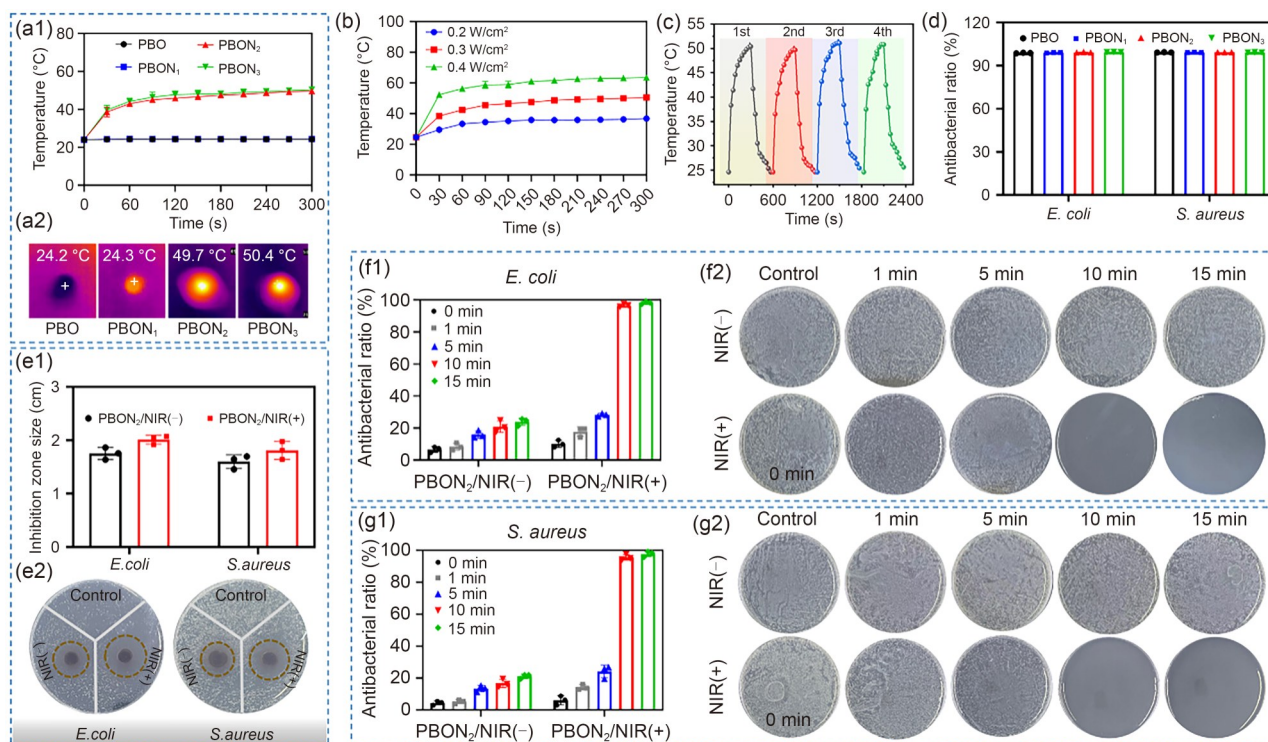 (a1)
PBO
PBON₂
PBON₁
PBON₃
Temperature (°C)
80
60
40
20
0
0 60 120 180 240 300
Time (s)
(a2)
24.2 °C 24.3 °C 49.7 °C 50.4 °C
PBO PBON₁ PBON₂ PBON₃
(b)
0.2 W/cm²
0.3 W/cm²
0.4 W/cm²
Temperature (°C)
100
80
60
40
20
0
0 30 60 90 120 150 180 210 240 270 300
Time (s)
(c)
1st 2nd 3rd 4th
Temperature (°C)
55
50
45
40
35
30
25
0 600 1200 1800 2400
Time (s)
(d)
PBO PBON₁ PBON₂ PBON₃
Antibacterial ratio (%)
120
90
60
30
0
E. coli S. aureus
(e1)
Inhibition zone size (cm)
3
2
1
0
PBON₂/NIR(−) PBON₂/NIR(+)
E.coli S.aureus
(e2)
Control Control
NIR(−) NIR(+) NIR(−) NIR(+)
E.coli S.aureus
(f1)
E. coli
Antibacterial ratio (%)
100
80
60
40
20
0
0 min
1 min
5 min
10 min
15 min
PBON₂/NIR(−) PBON₂/NIR(+)
(f2)
Control 1 min 5 min 10 min 15 min
NIR(−)
NIR(+)
0 min
(g1)
S. aureus
Antibacterial ratio (%)
100
80
60
40
20
0
0 min
1 min
5 min
10 min
15 min
PBON₂/NIR(−) PBON₂/NIR(+)
(g2)
Control 1 min 5 min 10 min 15 min
NIR(−)
NIR(+)
0 min